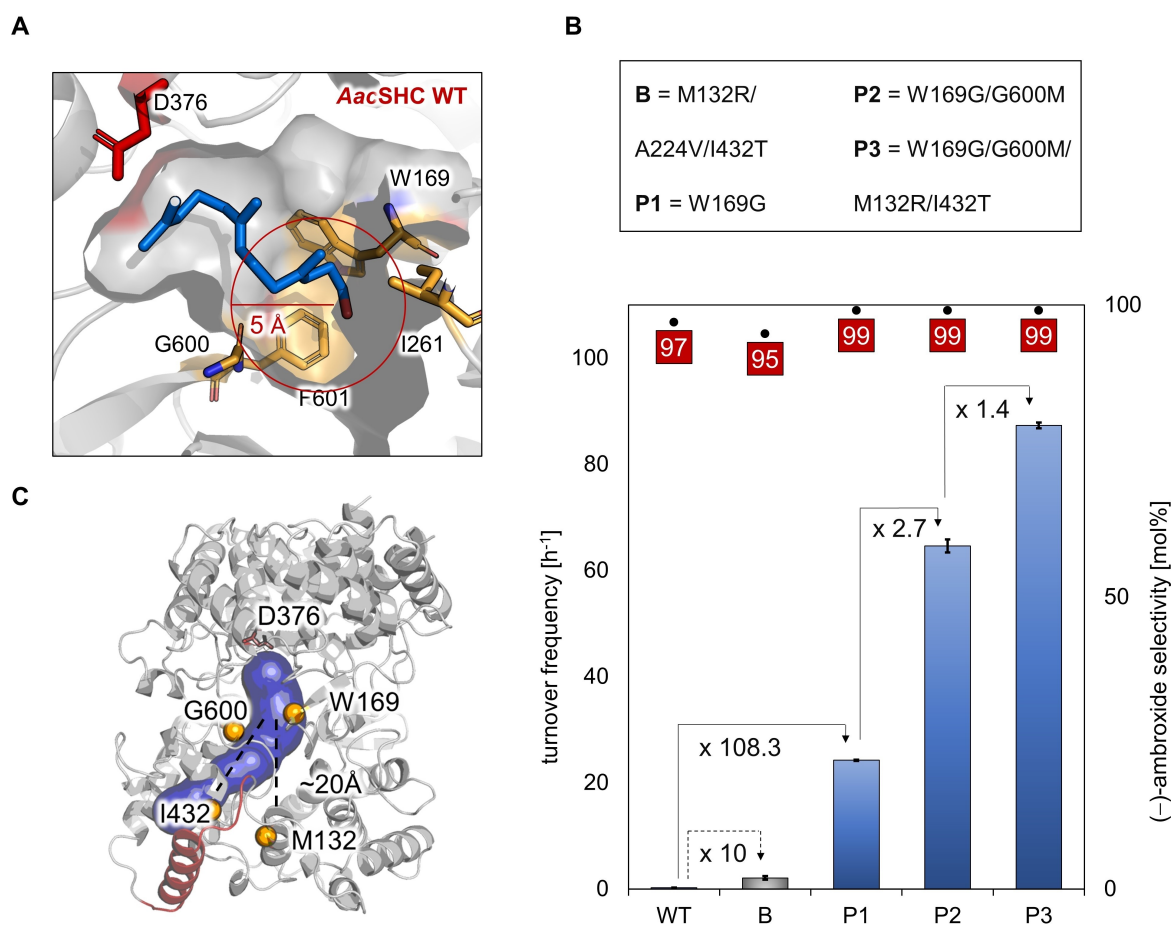 A
D376
AacSHC WT
W169
5 Å
G600
I261
F601
B
B = M132R/
A224V/I432T
P1 = W169G
P2 = W169G/G600M
P3 = W169G/G600M/
M132R/I432T
turnover frequency [h-1]
100
80
60
40
20
0
97
95
99
99
99
x 10
x 108.3
x 2.7
x 1.4
WT
B
P1
P2
P3
100
50
0
(–)-ambroxide selectivity [mol%]
C
D376
G600
W169
~20Å
I432
M132